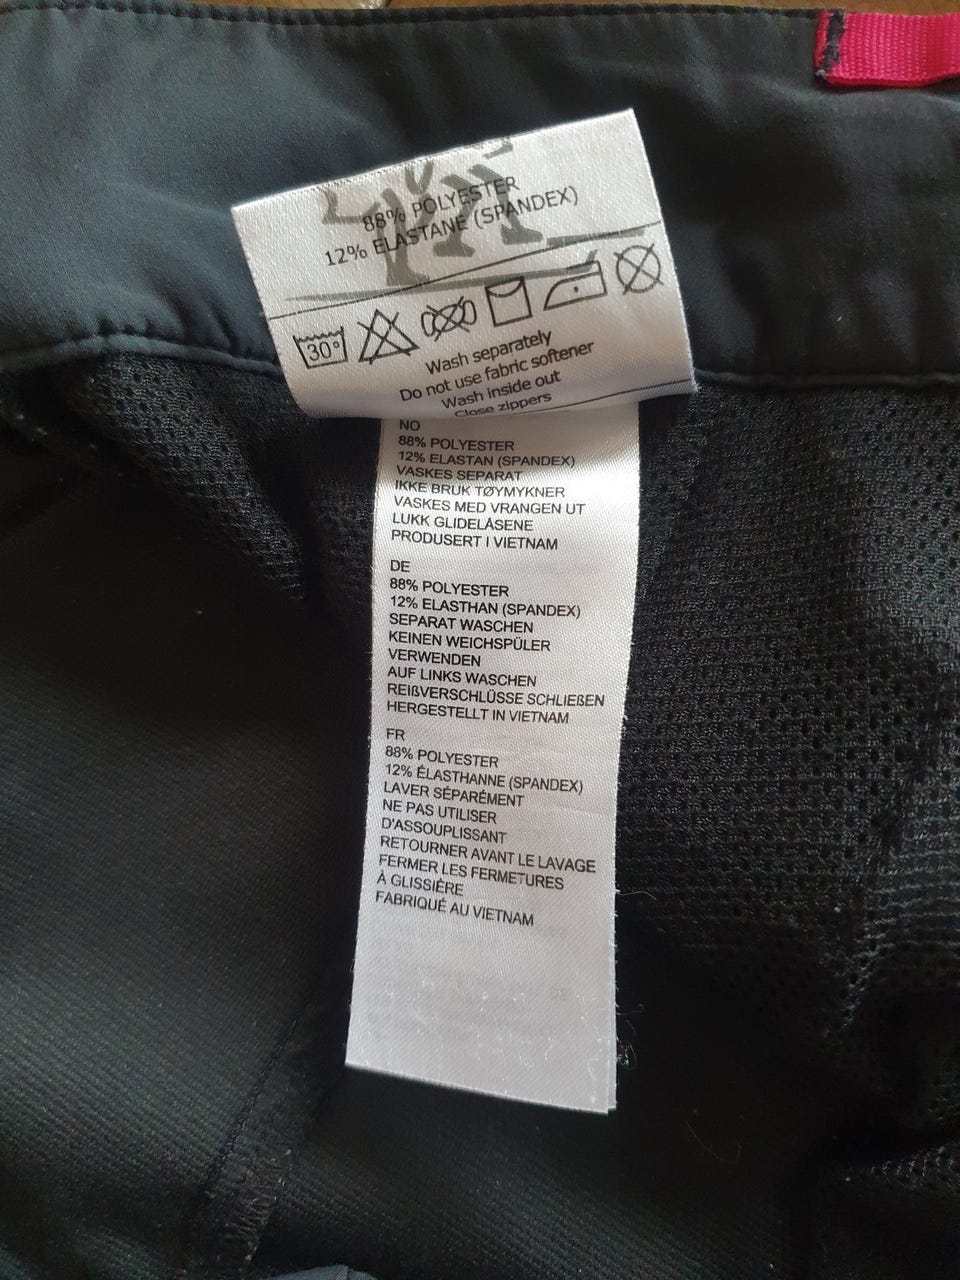 88% POLYESTER
12% ELASTANE (SPANDEX)
30°
Wash separately
Do not use fabric softener
Wash inside out
Close zippers
NO
88% POLYESTER
12% ELASTAN (SPANDEX)
VASKES SEPARAT
IKKE BRUK TØYMYKNER
VASKES MED VRANGEN UT
LUKK GLIDELÅSENE
PRODUSERT I VIETNAM
DE
88% POLYESTER
12% ELASTHAN (SPANDEX)
SEPARAT WASCHEN
KEINEN WEICHSPÜLER
VERWENDEN
AUF LINKS WASCHEN
REIßVERSCHLÜSSE SCHLIEßEN
HERGESTELLT IN VIETNAM
FR
88% POLYESTER
12% ÉLASTHANNE (SPANDEX)
LAVER SÉPARÉMENT
NE PAS UTILISER
D'ASSOUPLISSANT
RETOURNER AVANT LE LAVAGE
FERMER LES FERMETURES
À GLISSIÈRE
FABRIQUÉ AU VIETNAM